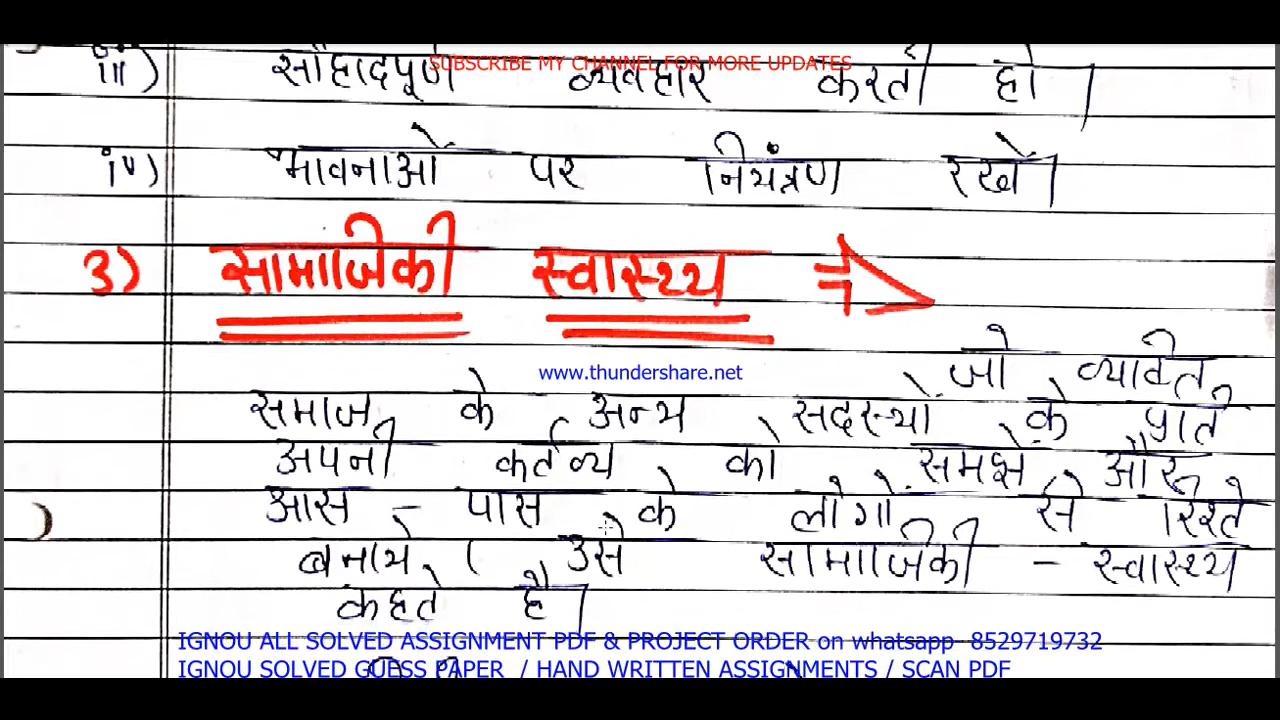 iii) सौहार्दपूर्ण व्यवहार करती हो।
SUBSCRIBE MY CHANNEL FOR MORE UPDATES
iv) भावनाओं पर नियंत्रण रखें।
3) सामाजिकी स्वास्थ्य ⇒
जो व्यक्ति
www.thundershare.net
समाज के अन्य सदस्यों के प्रति
अपनी कर्तव्य को समझे और
आस - पास के लोगों से रिश्ते
बनाये। उसे सामाजिकी - स्वास्थ्य
कहते है।
IGNOU ALL SOLVED ASSIGNMENT PDF & PROJECT ORDER on whatsapp- 8529719732
IGNOU SOLVED GUESS PAPER / HAND WRITTEN ASSIGNMENTS / SCAN PDF